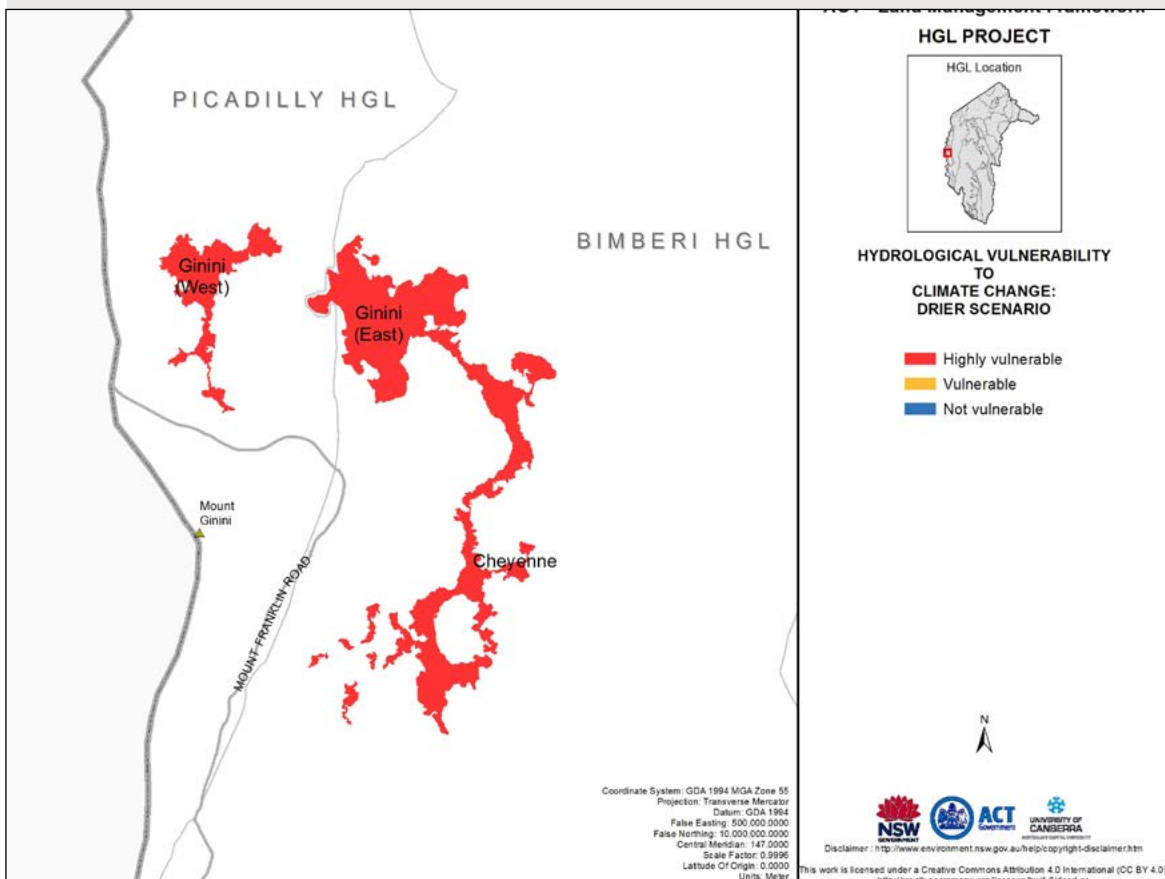 PICADILLY HGL
BIMBERI HGL
Ginini
(West)
Ginini
(East)
Mount
Ginini
Cheyenne
MOUNT FRANKLIN ROAD
Coordinate System: GDA 1994 MGA Zone 55
Projection: Transverse Mercator
Datum: GDA 1994
False Easting: 500,000.0000
False Northing: 10,000,000.0000
Central Meridian: 147.0000
Scale Factor: 0.9996
Latitude Of Origin: 0.0000
Units: Meter
ACT - Land Management Framework
HGL PROJECT
HGL Location
HYDROLOGICAL VULNERABILITY
TO
CLIMATE CHANGE:
DRIER SCENARIO
Highly vulnerable
Vulnerable
Not vulnerable
N
NSW
GOVERNMENT
ACT
Government
UNIVERSITY OF
CANBERRA
Disclaimer : http://www.environment.nsw.gov.au/help/copyright-disclaimer.htm
This work is licensed under a Creative Commons Attribution 4.0 International (CC BY 4.0)